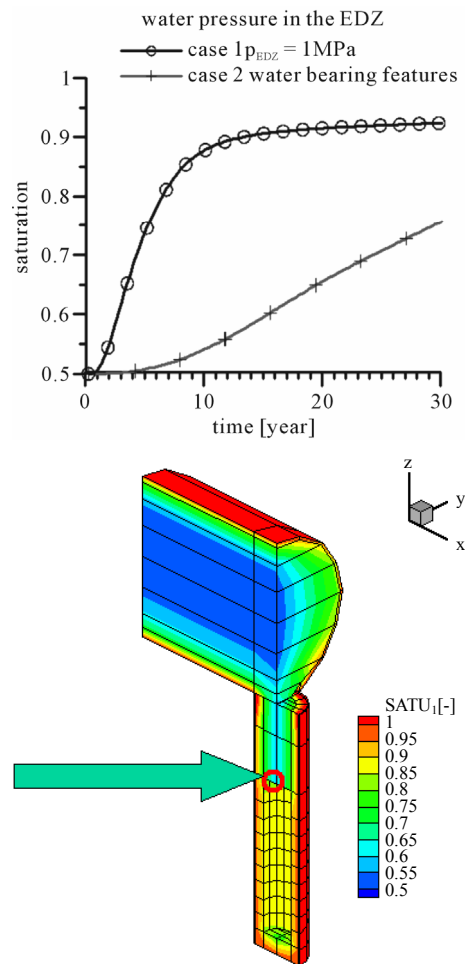 water pressure in the EDZ
case 1pEDZ = 1MPa
case 2 water bearing features
1
0.9
0.8
0.7
0.6
0.5
saturation
0
10
20
30
time [year]
z
y
x
SATU1[-]
1
0.95
0.9
0.85
0.8
0.75
0.7
0.65
0.6
0.55
0.5